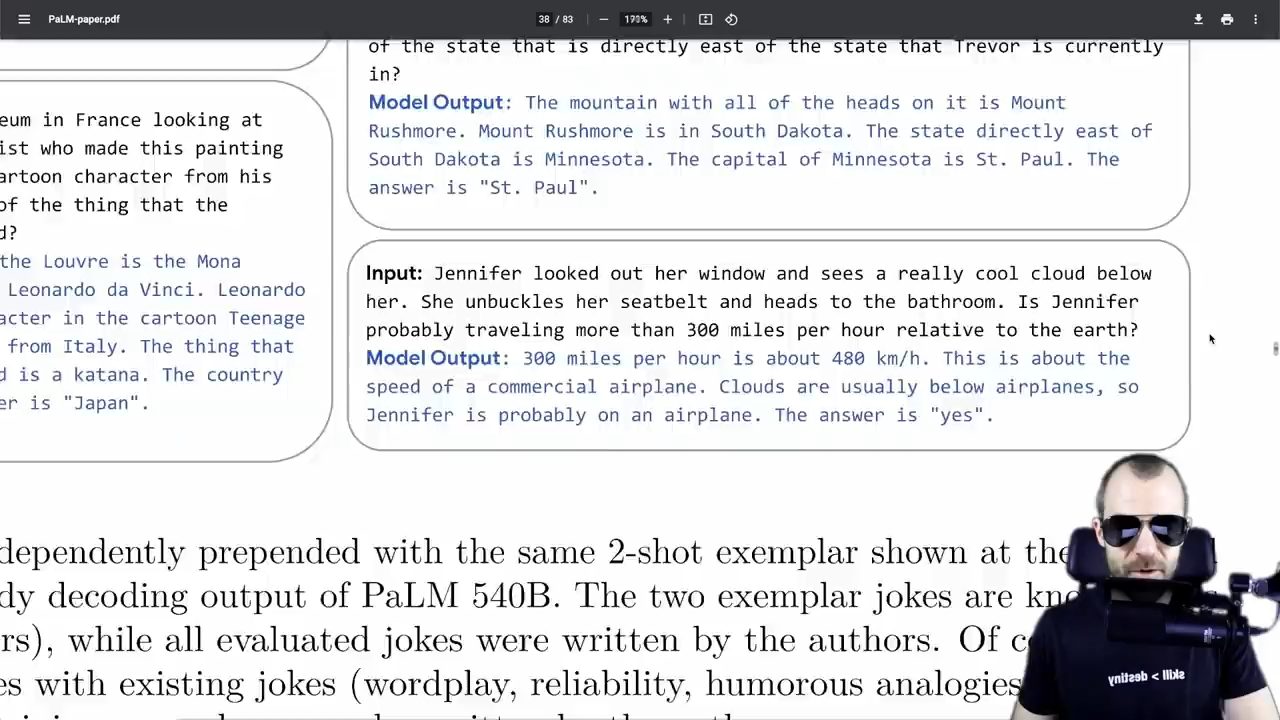 PaLM-paper.pdf
38 / 83
190%
of the state that is directly east of the state that Trevor is currently
in?
Model Output: The mountain with all of the heads on it is Mount
Rushmore. Mount Rushmore is in South Dakota. The state directly east of
South Dakota is Minnesota. The capital of Minnesota is St. Paul. The
answer is "St. Paul".
eum in France looking at
ist who made this painting
artoon character from his
of the thing that the
d?
the Louvre is the Mona
Leonardo da Vinci. Leonardo
acter in the cartoon Teenage
from Italy. The thing that
d is a katana. The country
er is "Japan".
Input: Jennifer looked out her window and sees a really cool cloud below
her. She unbuckles her seatbelt and heads to the bathroom. Is Jennifer
probably traveling more than 300 miles per hour relative to the earth?
Model Output: 300 miles per hour is about 480 km/h. This is about the
speed of a commercial airplane. Clouds are usually below airplanes, so
Jennifer is probably on an airplane. The answer is "yes".
dependently prepended with the same 2-shot exemplar shown at the
dy decoding output of PaLM 540B. The two exemplar jokes are kno
rs), while all evaluated jokes were written by the authors. Of c
es with existing jokes (wordplay, reliability, humorous analogies
skill > destiny